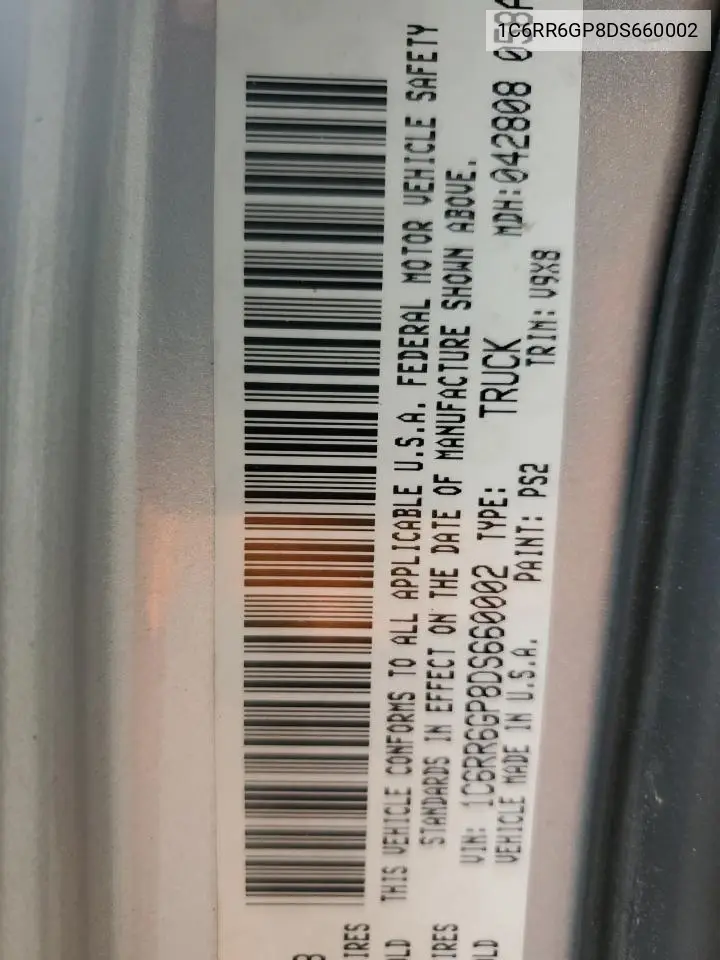 1C6RR6GP8DS660002
THIS VEHICLE CONFORMS TO ALL APPLICABLE U.S.A. FEDERAL MOTOR VEHICLE SAFETY
STANDARDS IN EFFECT ON THE DATE OF MANUFACTURE SHOWN ABOVE.
VIN: 1C6RR6GP8DS660002 TYPE: TRUCK MDH:042808 058A
VEHICLE MADE IN U.S.A. PAINT: PS2 TRIM: V9X8